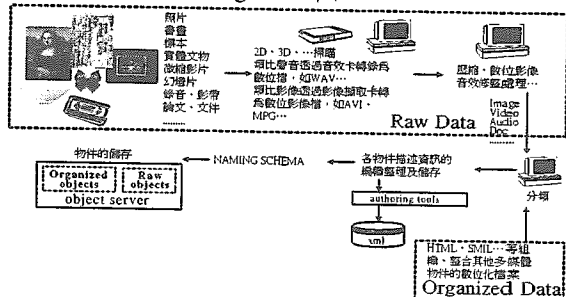 照片
書畫
標本
實體文物
微縮影片
幻燈片
錄音、影帶
論文、文件
........
2D、3D、…掃瞄
類比聲音透過音效卡轉錄為
數位檔，如WAV…
類比影像透過影像擷取卡轉
為數位影像檔，如AVI、
MPG…
壓縮、數位影像
音效修整處理…
Raw Data
Image
Video
Audio
Doc
........
物件的儲存
Organized
objects
Raw
objects
object server
NAMING SCHEMA
各物件描述資訊的
編輯整理及儲存
authoring tools
xml
分類
HTML、SMIL…等組
織、整合其他多媒體
物件的數位化檔案
Organized Data